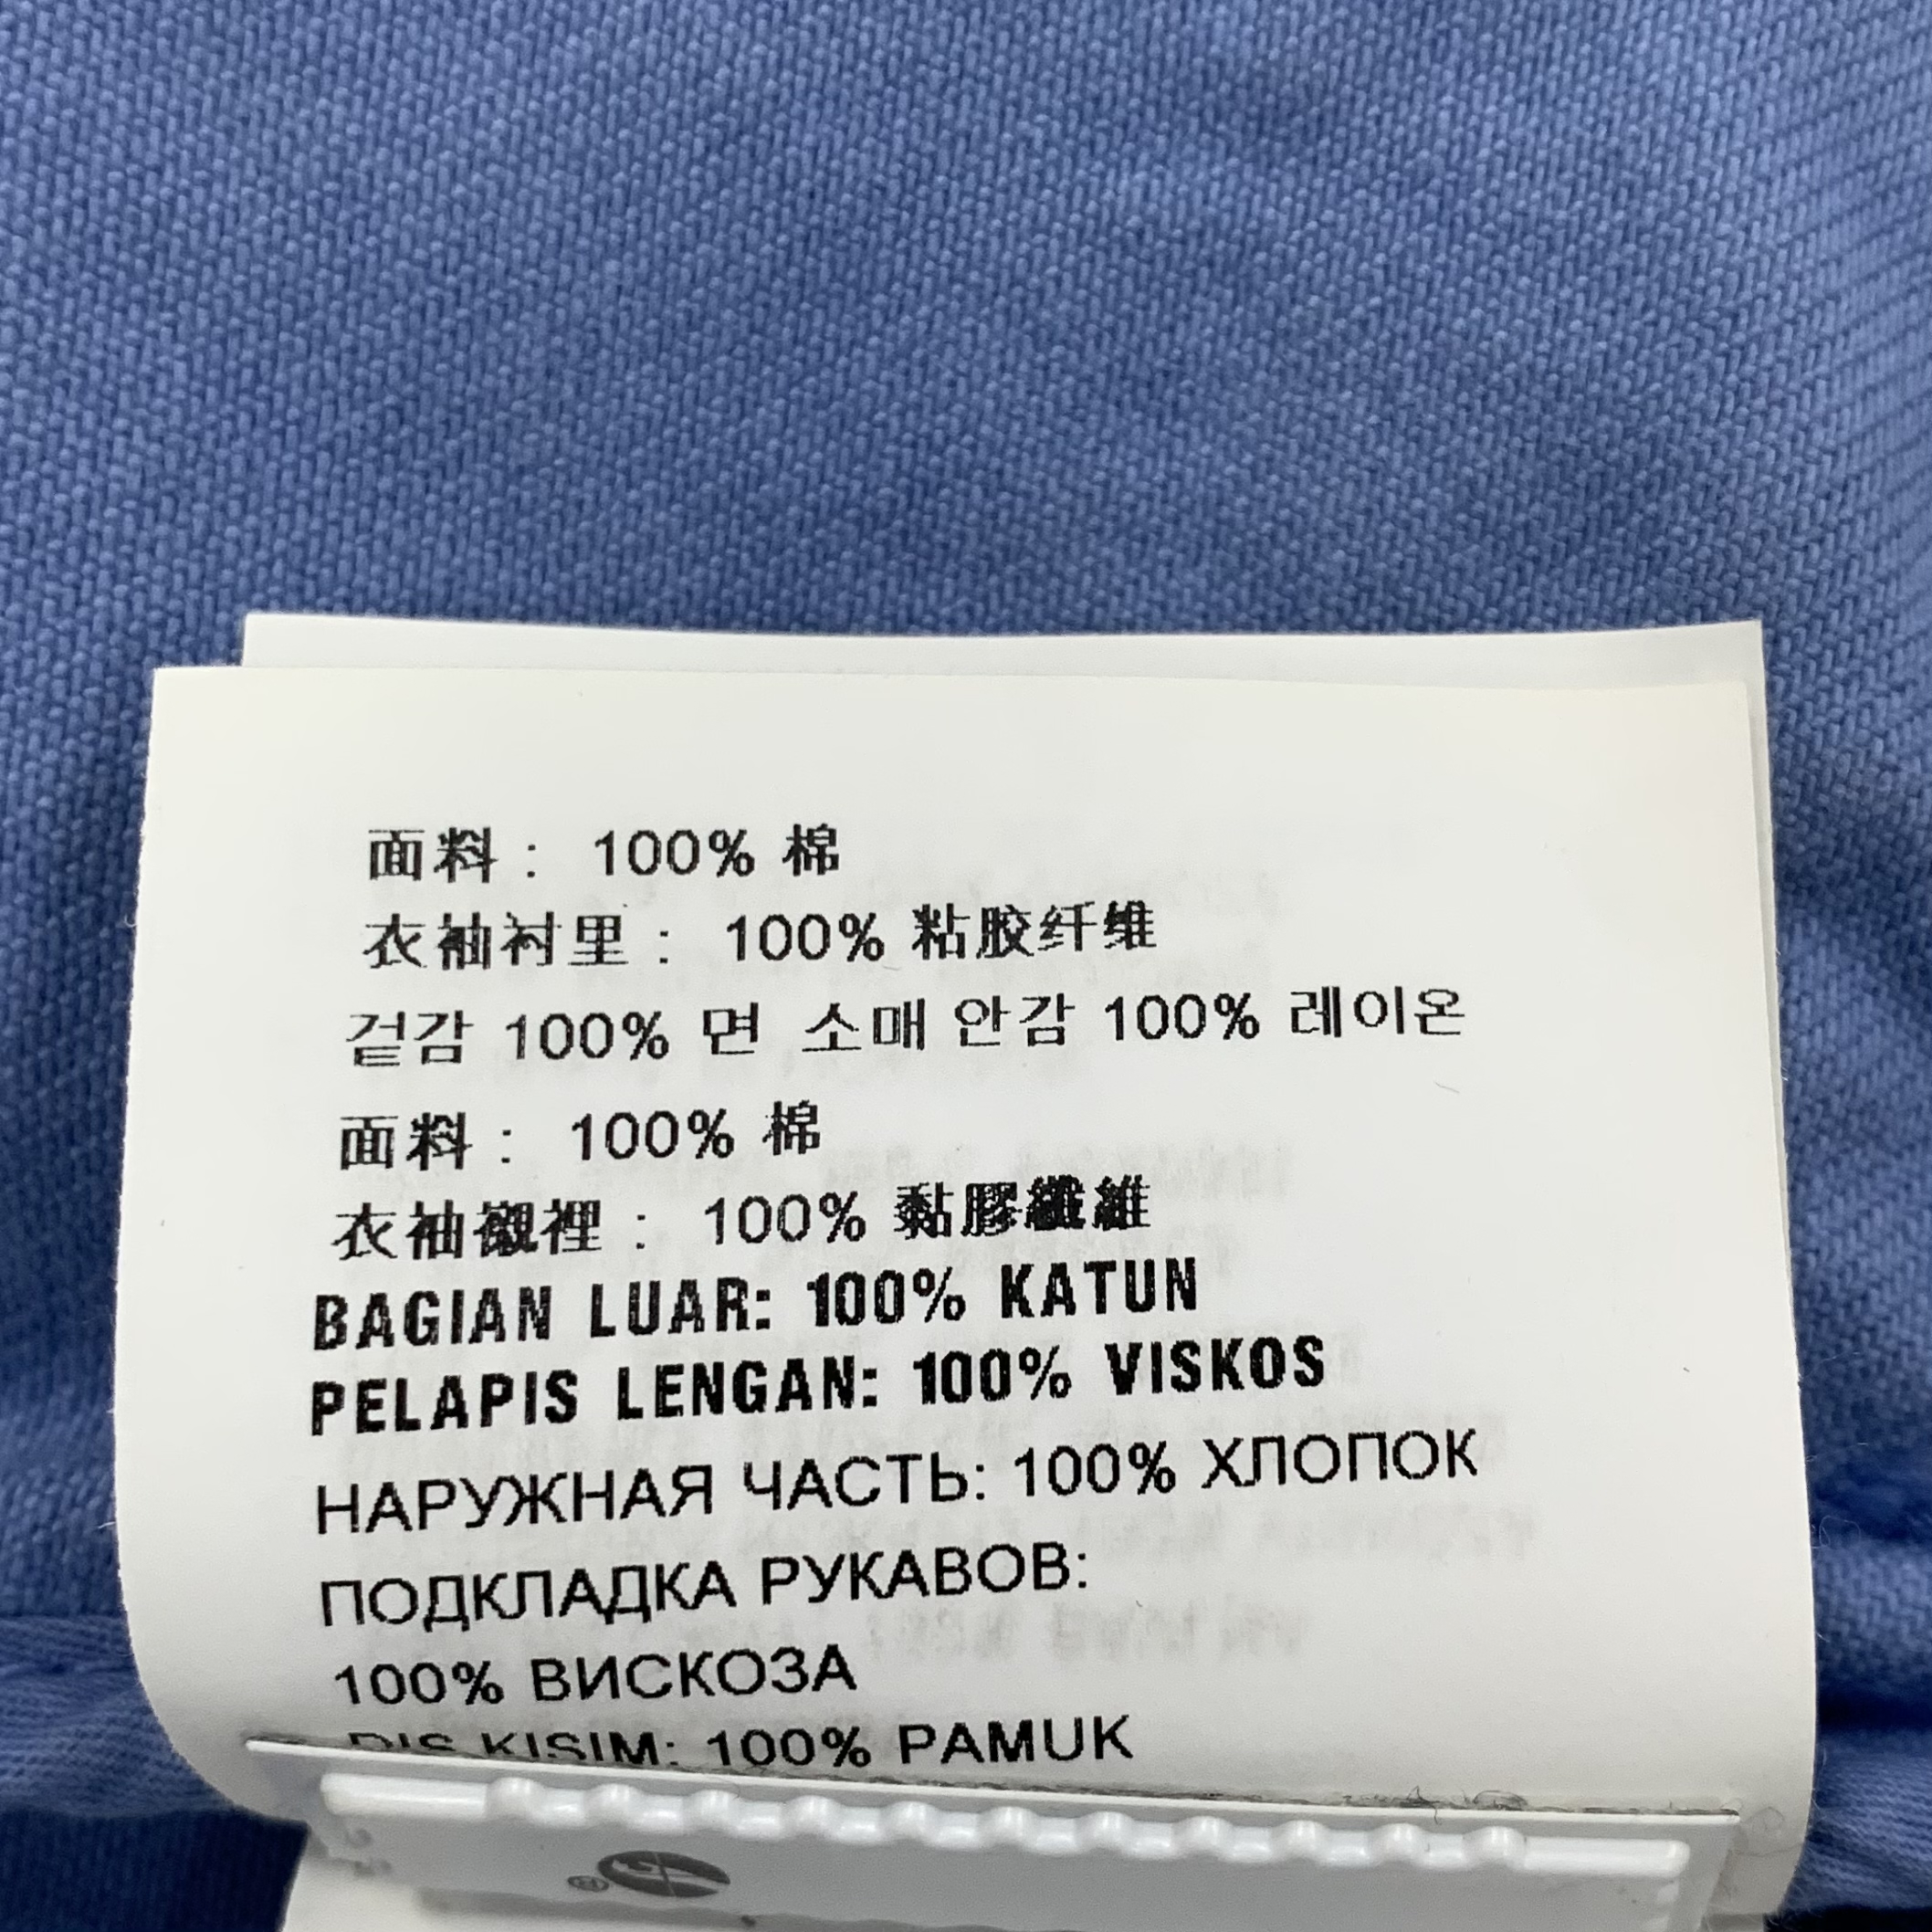 面料： 100% 棉
衣袖衬里： 100% 粘胶纤维
겉감 100% 면 소매 안감 100% 레이온
面料： 100% 棉
衣袖襯裡： 100% 黏膠纖維
BAGIAN LUAR: 100% KATUN
PELAPIS LENGAN: 100% VISKOS
НАРУЖНАЯ ЧАСТЬ: 100% ХЛОПОК
ПОДКЛАДКА РУКАВОВ:
100% ВИСКОЗА
DIS KISIM: 100% PAMUK